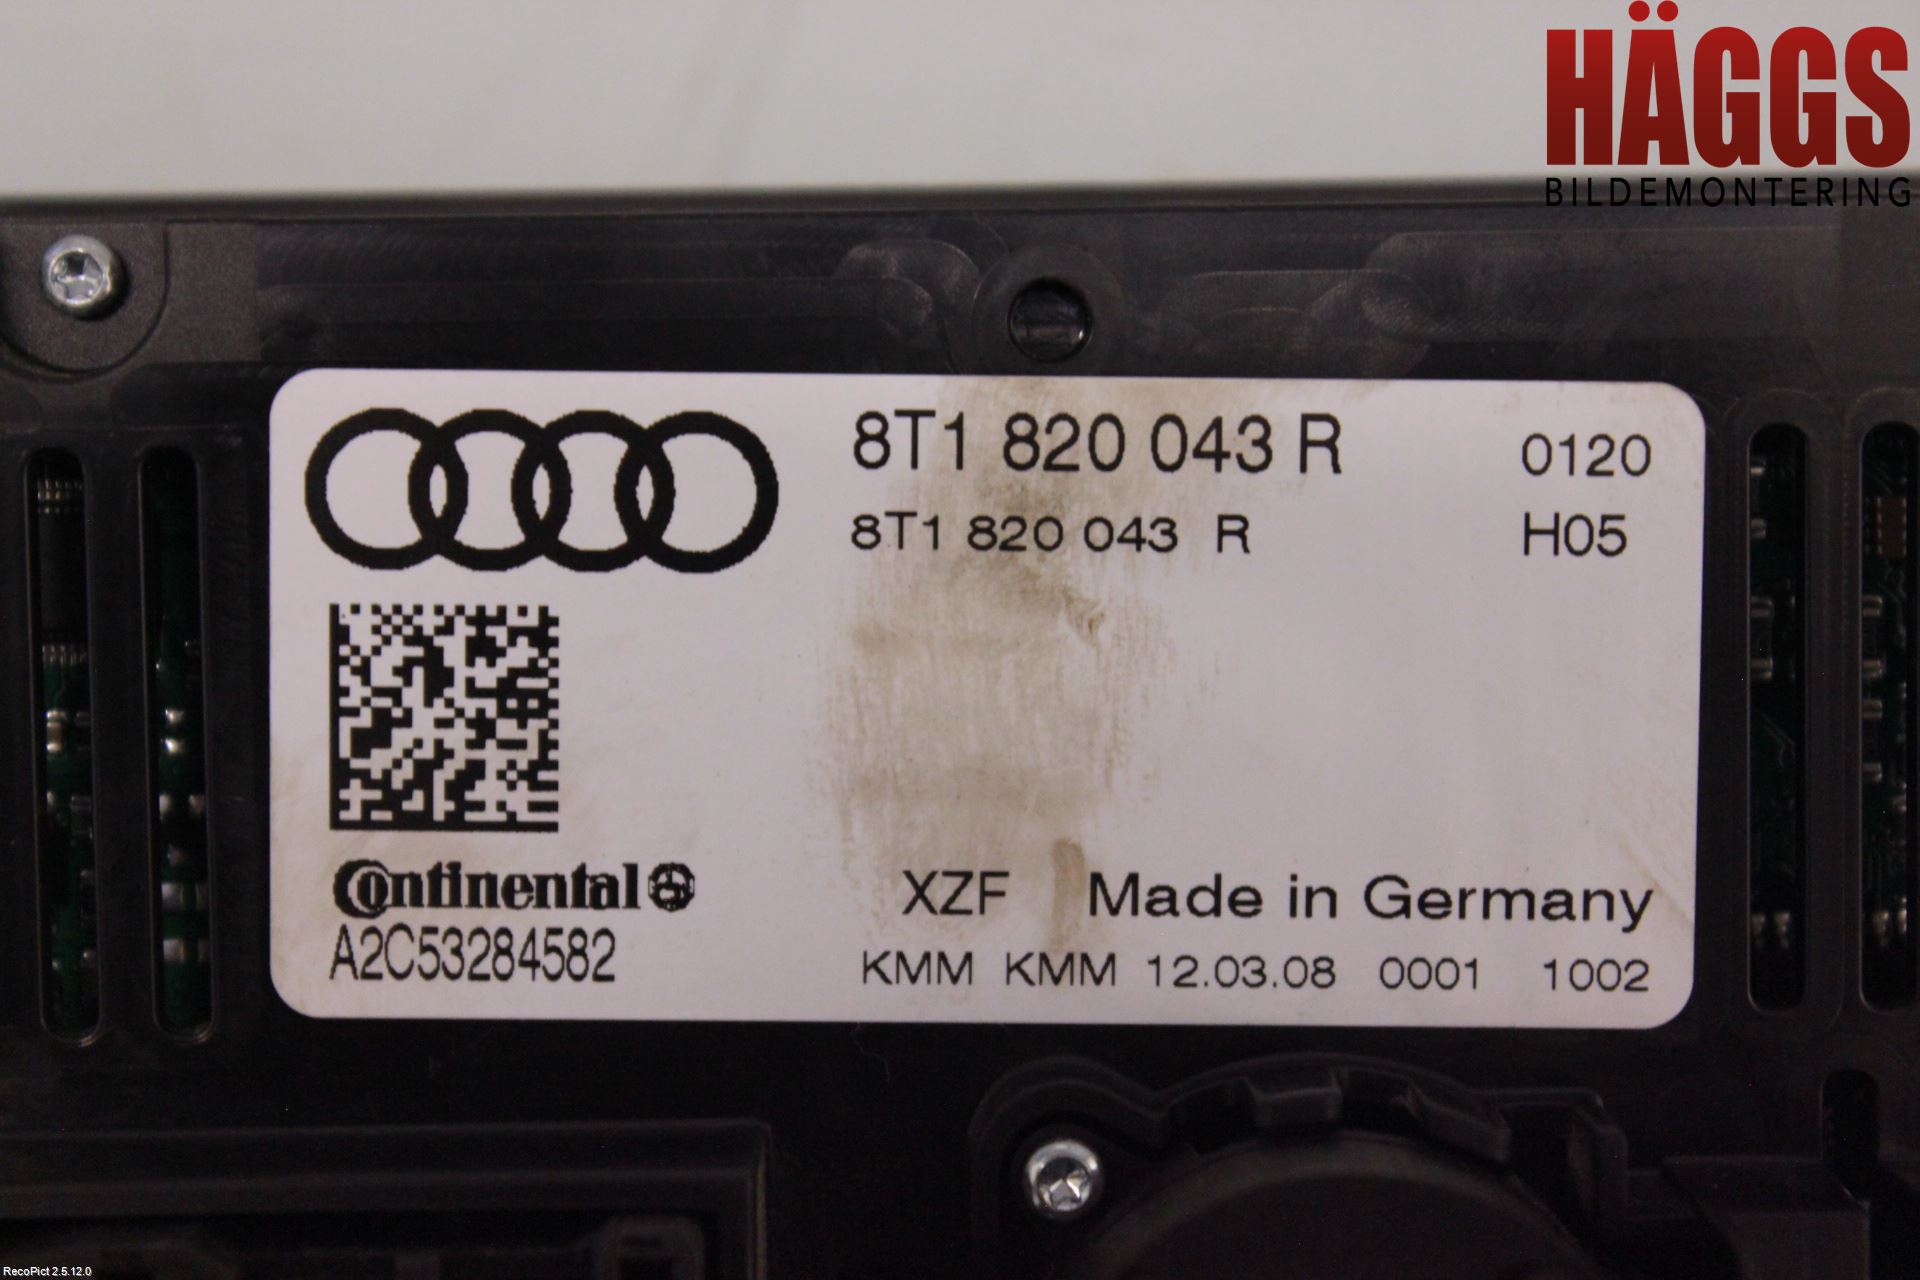 HÄGGS
BILDEMONTERING
8T1 820 043 R 0120
8T1 820 043 R H05
Continental
A2C53284582
XZF Made in Germany
KMM KMM 12.03.08 0001 1002
RecoPict 2.5.12.0